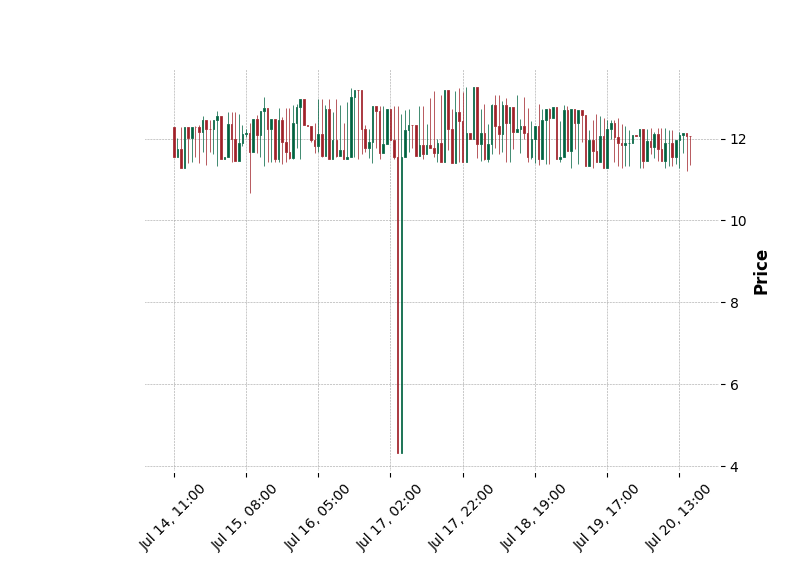 12
10
8
6
4
Price
Jul 14, 11:00
Jul 15, 08:00
Jul 16, 05:00
Jul 17, 02:00
Jul 17, 22:00
Jul 18, 19:00
Jul 19, 17:00
Jul 20, 13:00